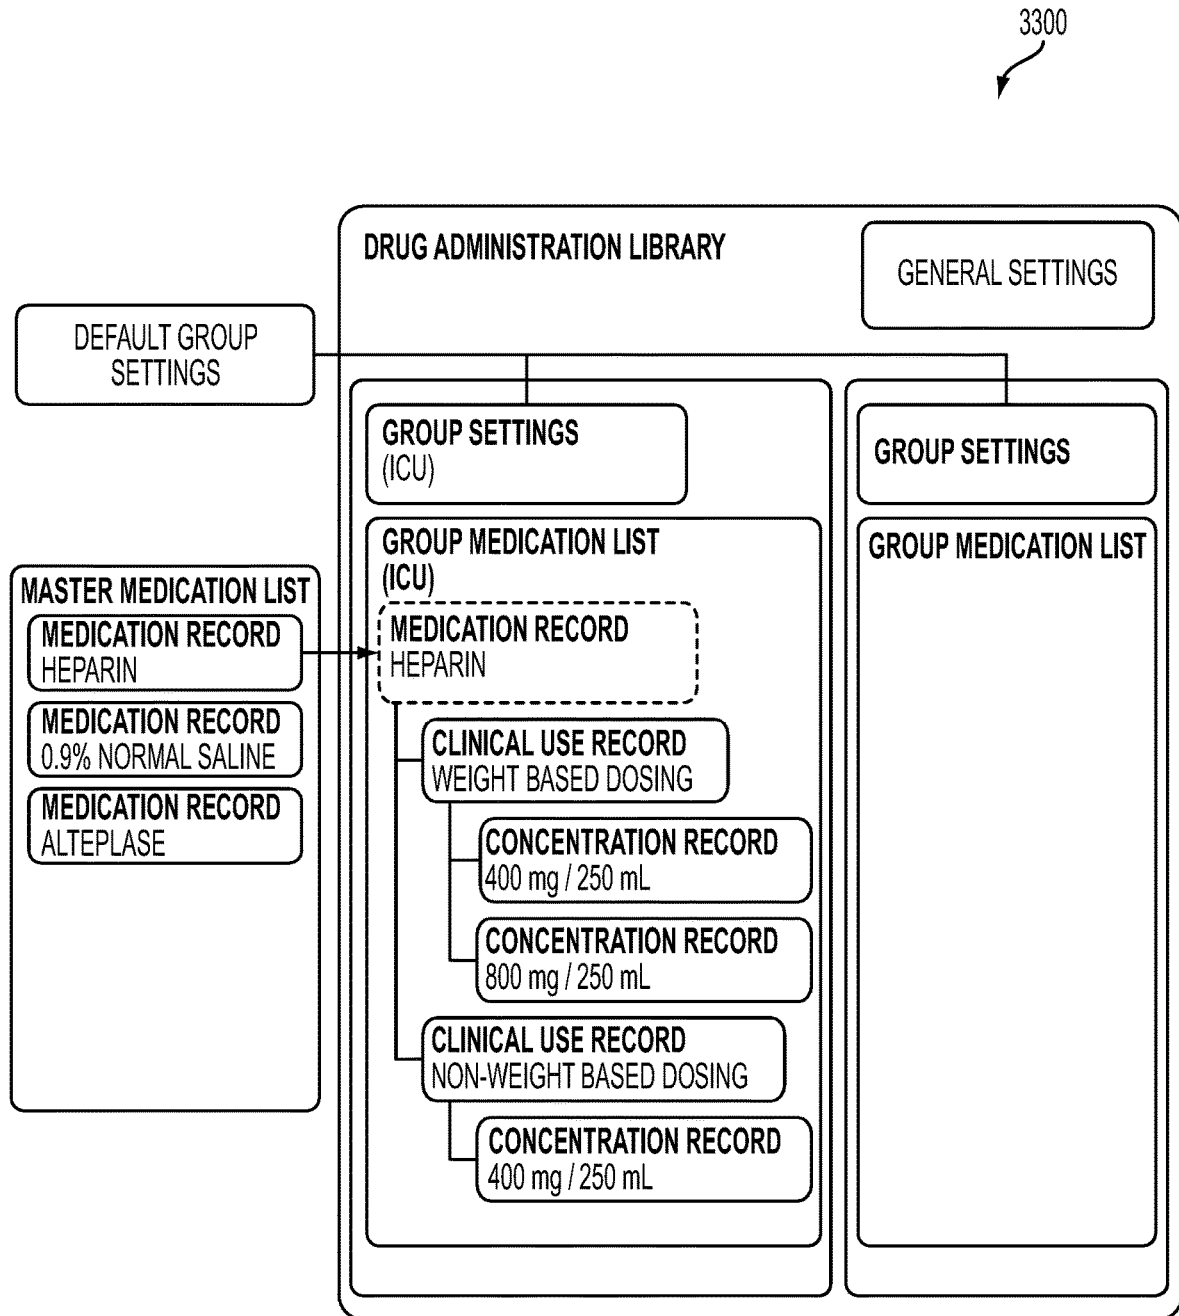 3300
DRUG ADMINISTRATION LIBRARY
GENERAL SETTINGS
DEFAULT GROUP
SETTINGS
GROUP SETTINGS
(ICU)
GROUP SETTINGS
GROUP MEDICATION LIST
(ICU)
GROUP MEDICATION LIST
MASTER MEDICATION LIST
MEDICATION RECORD
HEPARIN
MEDICATION RECORD
0.9% NORMAL SALINE
MEDICATION RECORD
ALTEPLASE
MEDICATION RECORD
HEPARIN
CLINICAL USE RECORD
WEIGHT BASED DOSING
CONCENTRATION RECORD
400 mg / 250 mL
CONCENTRATION RECORD
800 mg / 250 mL
CLINICAL USE RECORD
NON-WEIGHT BASED DOSING
CONCENTRATION RECORD
400 mg / 250 mL